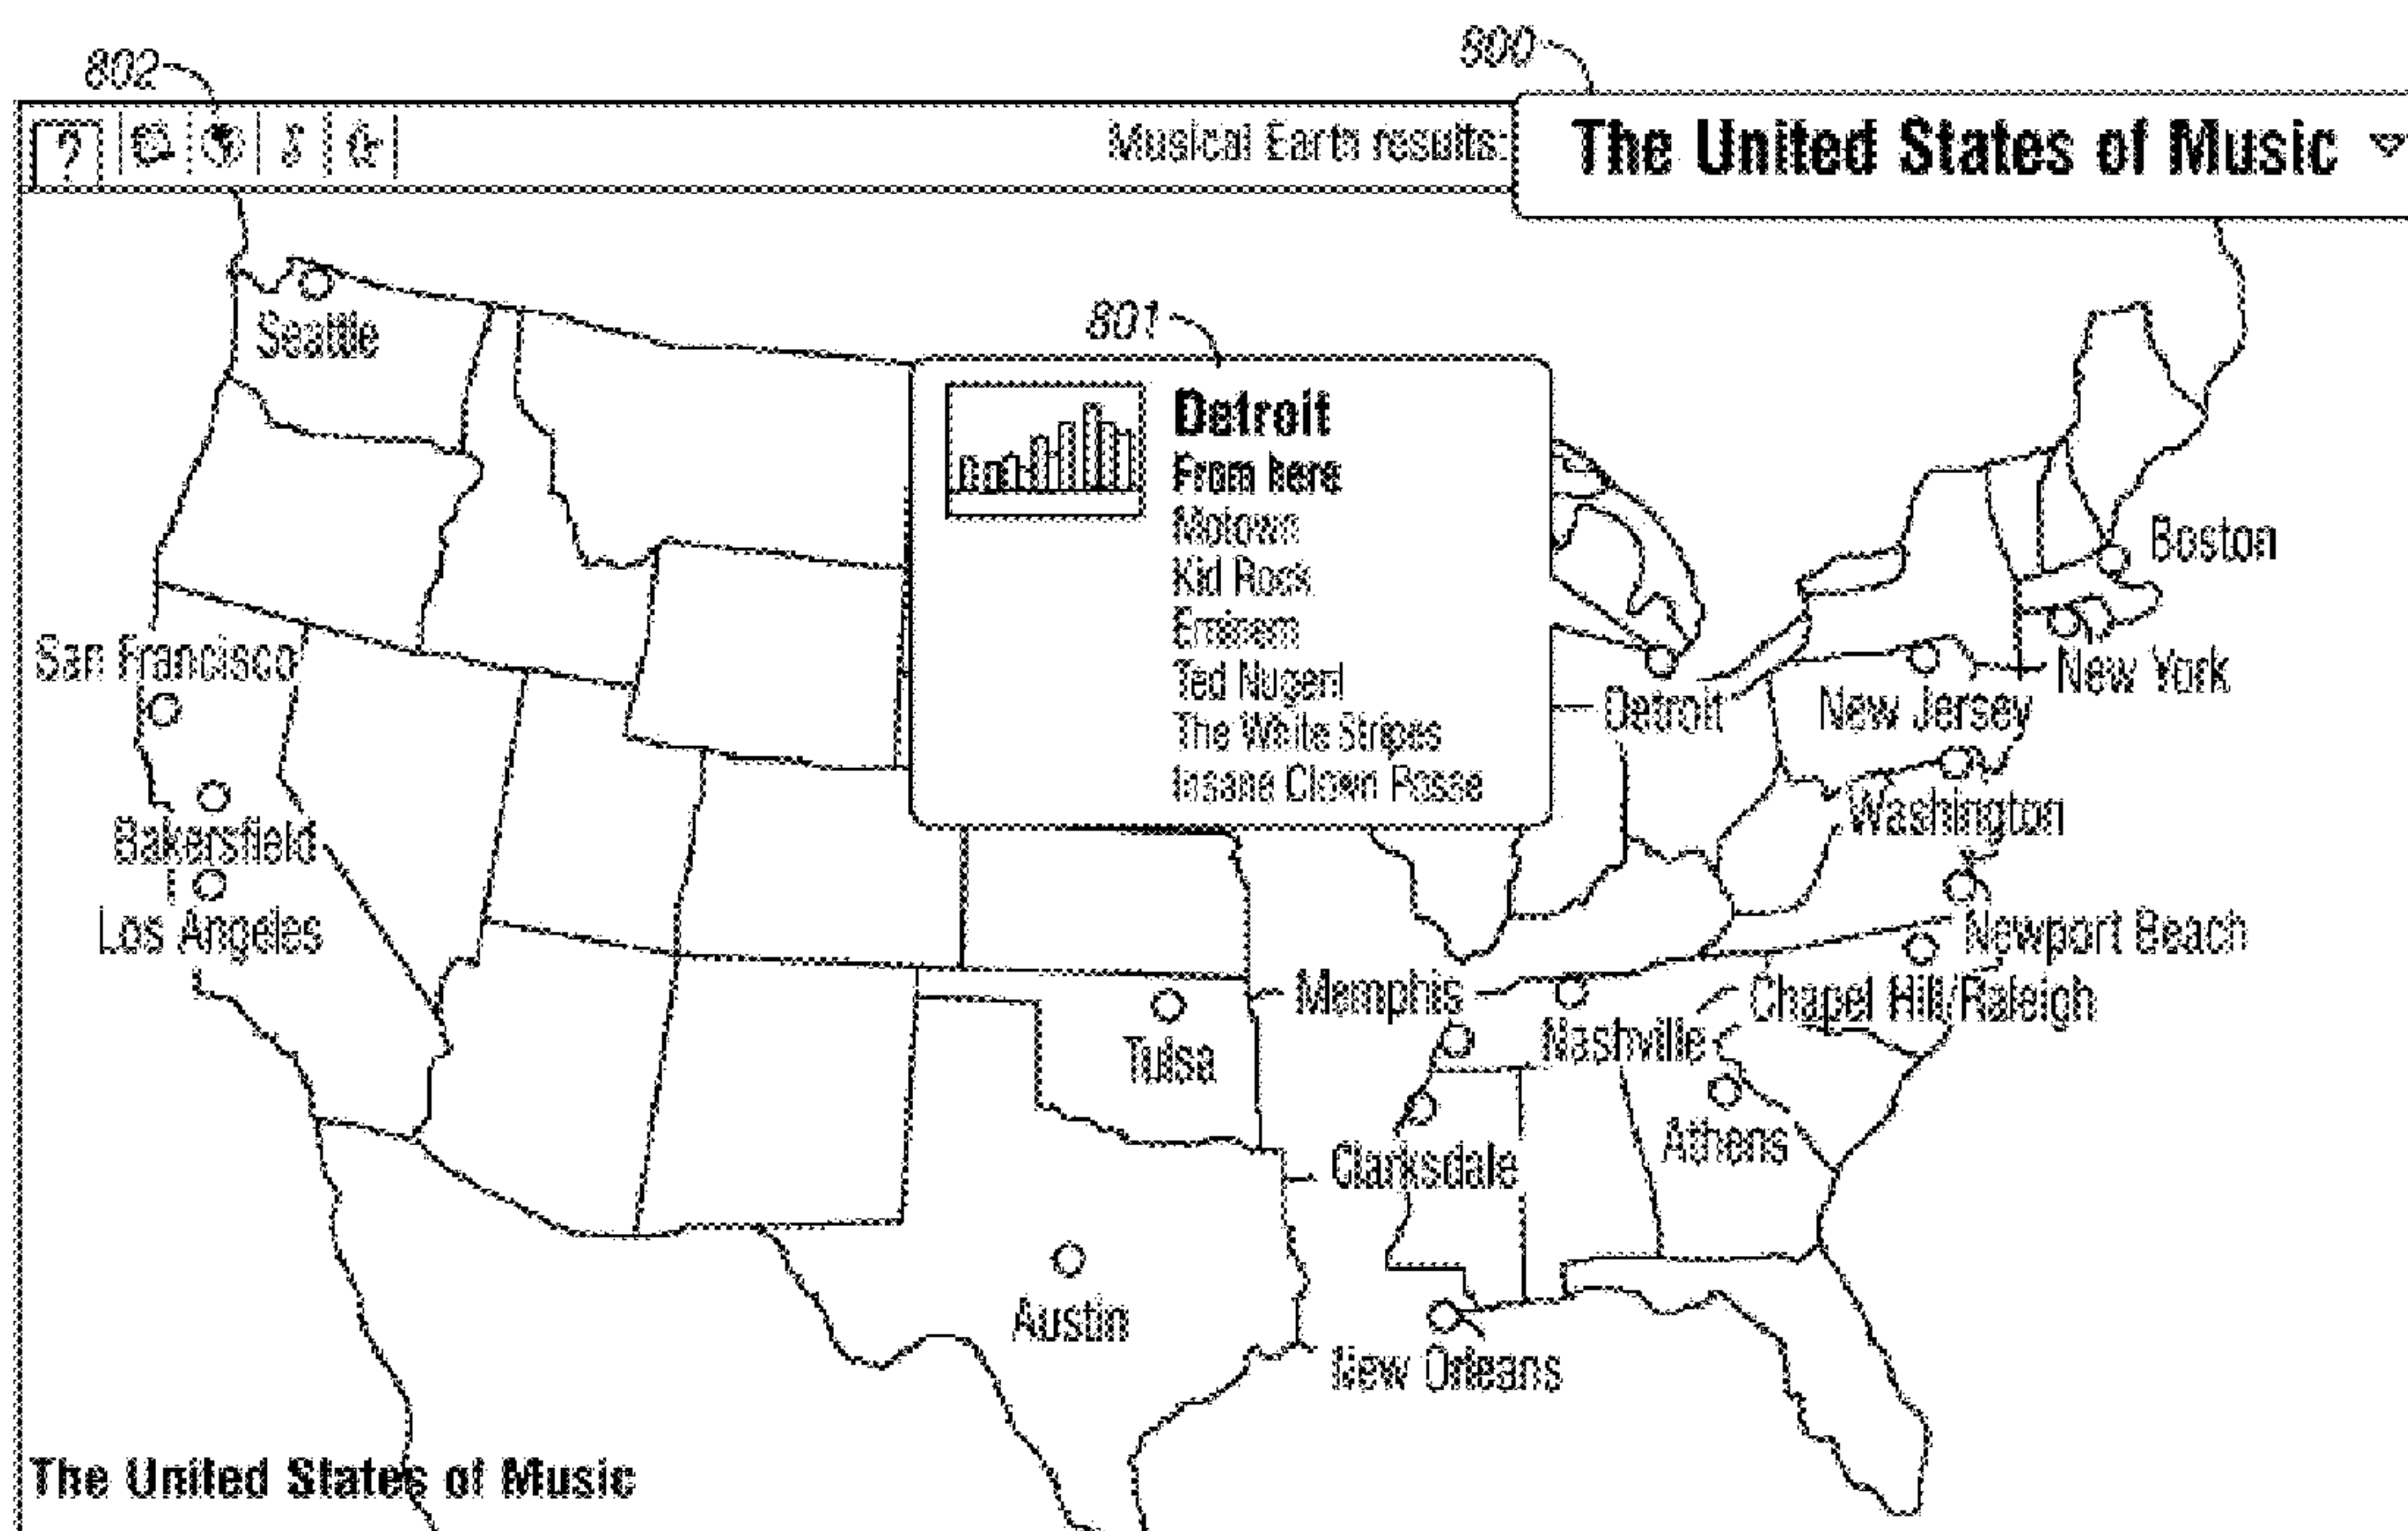 802
800
?
Musical Earth results:
The United States of Music
Seattle
801
Detroit
From here
Motown
Kid Rock
Eminem
Ted Nugent
The White Stripes
Insane Clown Posse
Boston
San Francisco
New York
Detroit
New Jersey
Bakersfield
Washington
Los Angeles
Newport Beach
Memphis
Chapel Hill/Raleigh
Nashville
Tulsa
Athens
Clarksdale
Austin
New Orleans
The United States of Music